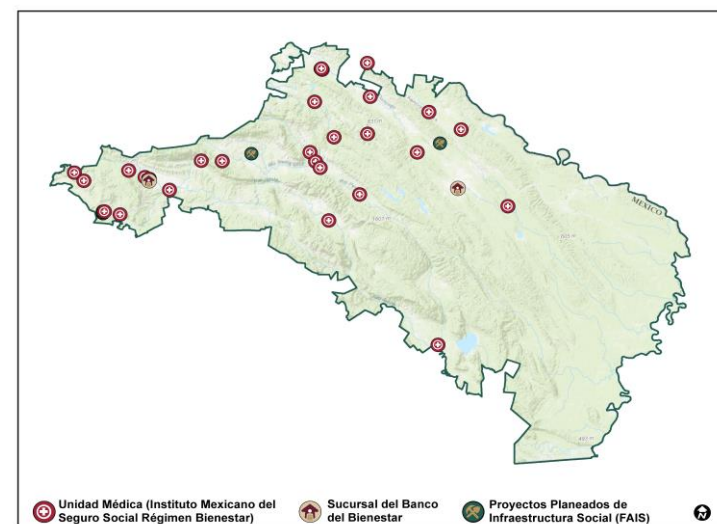 MEXICO
Unidad Médica (Instituto Mexicano del
Seguro Social Régimen Bienestar)
Sucursal del Banco
del Bienestar
Proyectos Planeados de
Infraestructura Social (FAIS)
N